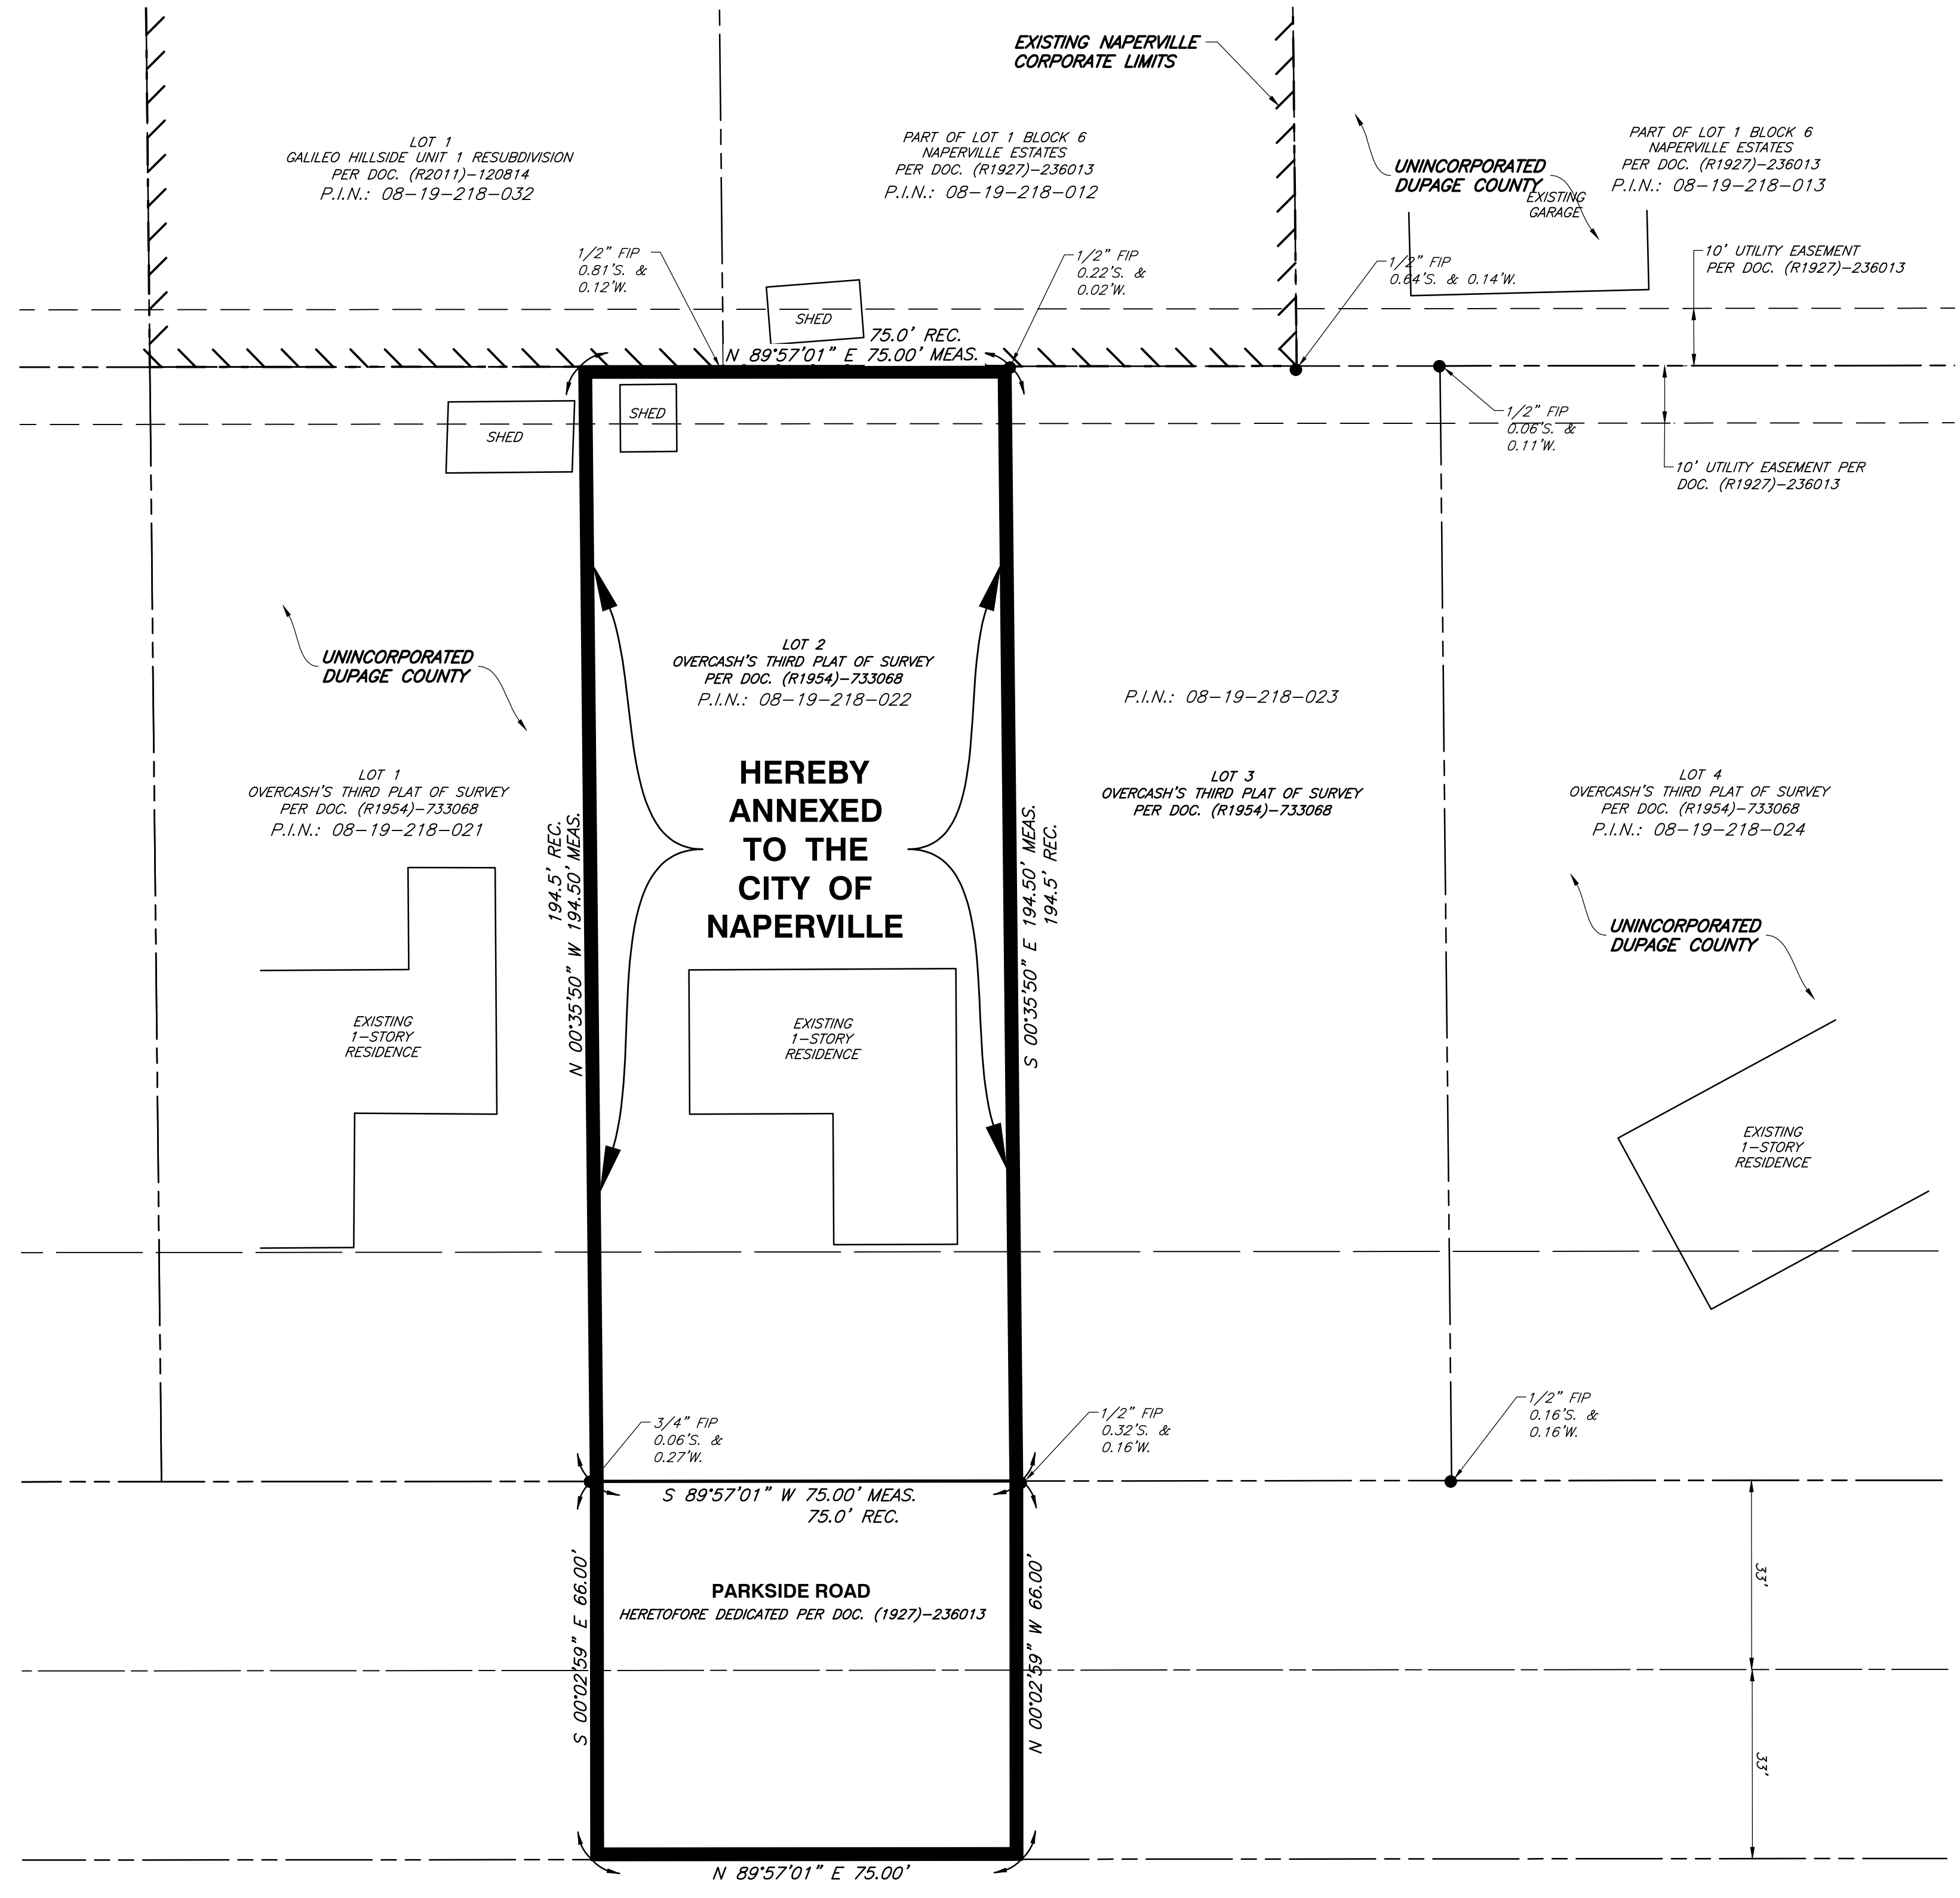 EXISTING NAPERVILLE
CORPORATE LIMITS
LOT 1
GALILEO HILLSIDE UNIT 1 RESUBDIVISION
PER DOC. (R2011)-120814
P.I.N.: 08-19-218-032
PART OF LOT 1 BLOCK 6
NAPERVILLE ESTATES
PER DOC. (R1927)-236013
P.I.N.: 08-19-218-012
UNINCORPORATED
DUPAGE COUNTY
PART OF LOT 1 BLOCK 6
NAPERVILLE ESTATES
PER DOC. (R1927)-236013
P.I.N.: 08-19-218-013
EXISTING
GARAGE
1/2" FIP
0.81'S. &
0.12'W.
1/2" FIP
0.22'S. &
0.02'W.
1/2" FIP
0.64'S. & 0.14'W.
10' UTILITY EASEMENT
PER DOC. (R1927)-236013
SHED
75.0' REC.
N 89°57'01" E 75.00' MEAS.
SHED
SHED
1/2" FIP
0.06'S. &
0.11'W.
10' UTILITY EASEMENT PER
DOC. (R1927)-236013
UNINCORPORATED
DUPAGE COUNTY
LOT 2
OVERCASH'S THIRD PLAT OF SURVEY
PER DOC. (R1954)-733068
P.I.N.: 08-19-218-022
P.I.N.: 08-19-218-023
LOT 1
OVERCASH'S THIRD PLAT OF SURVEY
PER DOC. (R1954)-733068
P.I.N.: 08-19-218-021
HEREBY
ANNEXED
TO THE
CITY OF
NAPERVILLE
LOT 3
OVERCASH'S THIRD PLAT OF SURVEY
PER DOC. (R1954)-733068
LOT 4
OVERCASH'S THIRD PLAT OF SURVEY
PER DOC. (R1954)-733068
P.I.N.: 08-19-218-024
194.5' REC.
N 00°35'50" W 194.50' MEAS.
S 00°35'50" E 194.50' MEAS.
194.5' REC.
UNINCORPORATED
DUPAGE COUNTY
EXISTING
1-STORY
RESIDENCE
EXISTING
1-STORY
RESIDENCE
EXISTING
1-STORY
RESIDENCE
3/4" FIP
0.06'S. &
0.27'W.
1/2" FIP
0.32'S. &
0.16'W.
1/2" FIP
0.16'S. &
0.16'W.
S 89°57'01" W 75.00' MEAS.
75.0' REC.
S 00°02'59" E 66.00'
PARKSIDE ROAD
HERETOFORE DEDICATED PER DOC. (1927)-236013
N 00°02'59" W 66.00'
33'
33'
N 89°57'01" E 75.00'